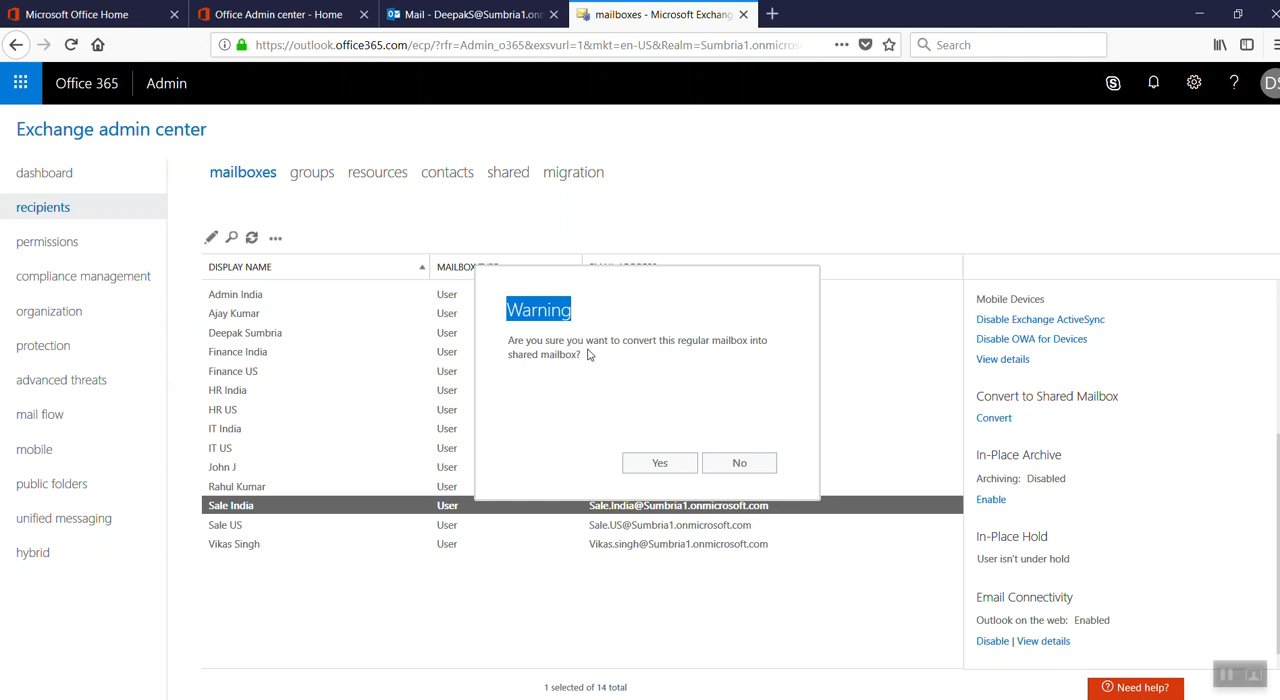 Microsoft Office Home
Office Admin center - Home
Mail - DeepakS@Sumbria1.onm
mailboxes - Microsoft Exchang
https://outlook.office365.com/ecp/?rfr=Admin_o365&exsvurl=1&mkt=en-US&Realm=Sumbria1.onmicros
Search
Office 365
Admin
DS
Exchange admin center
dashboard
recipients
permissions
compliance management
organization
protection
advanced threats
mail flow
mobile
public folders
unified messaging
hybrid
mailboxes groups resources contacts shared migration
DISPLAY NAME MAILBOX
Admin India User
Ajay Kumar User
Deepak Sumbria User
Finance India User
Finance US User
HR India User
HR US User
IT India User
IT US User
John J User
Rahul Kumar User
Sale India User Sale.India@Sumbria1.onmicrosoft.com
Sale US User Sale.US@Sumbria1.onmicrosoft.com
Vikas Singh User Vikas.singh@Sumbria1.onmicrosoft.com
1 selected of 14 total
Warning
Are you sure you want to convert this regular mailbox into
shared mailbox?
Yes No
Mobile Devices
Disable Exchange ActiveSync
Disable OWA for Devices
View details
Convert to Shared Mailbox
Convert
In-Place Archive
Archiving: Disabled
Enable
In-Place Hold
User isn't under hold
Email Connectivity
Outlook on the web: Enabled
Disable | View details
Need help?